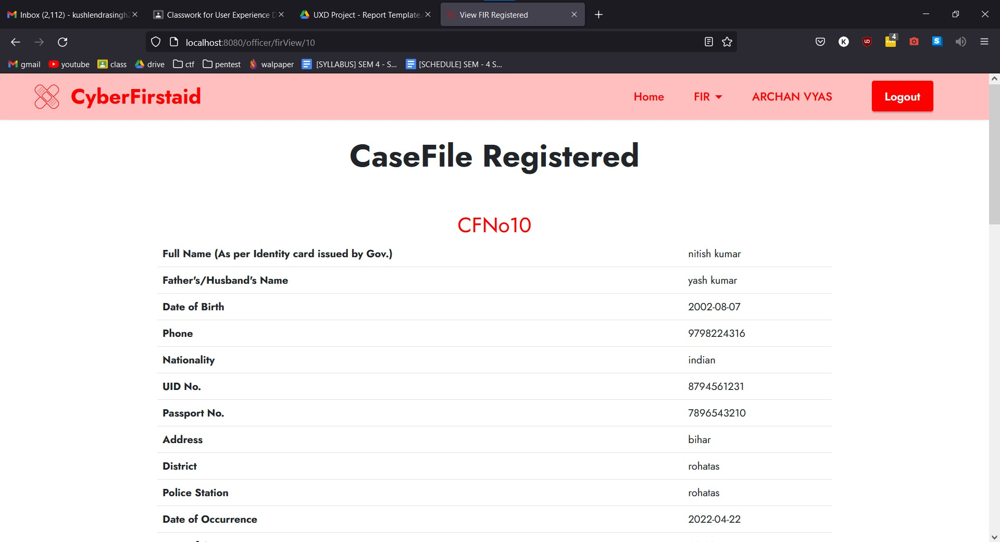 Inbox (2,112) - kushlendrasingh2
Classwork for User Experience D
UXD Project - Report Template.
View FIR Registered
localhost:8080/officer/firView/10
4
K
S
gmail youtube class drive ctf pentest walpaper [SYLLABUS] SEM 4 - S... [SCHEDULE] SEM - 4 S...
CyberFirstaid Home FIR ARCHAN VYAS Logout
CaseFile Registered
CFNo10
Full Name (As per Identity card issued by Gov.) nitish kumar
Father's/Husband's Name yash kumar
Date of Birth 2002-08-07
Phone 9798224316
Nationality indian
UID No. 8794561231
Passport No. 7896543210
Address bihar
District rohatas
Police Station rohatas
Date of Occurrence 2022-04-22